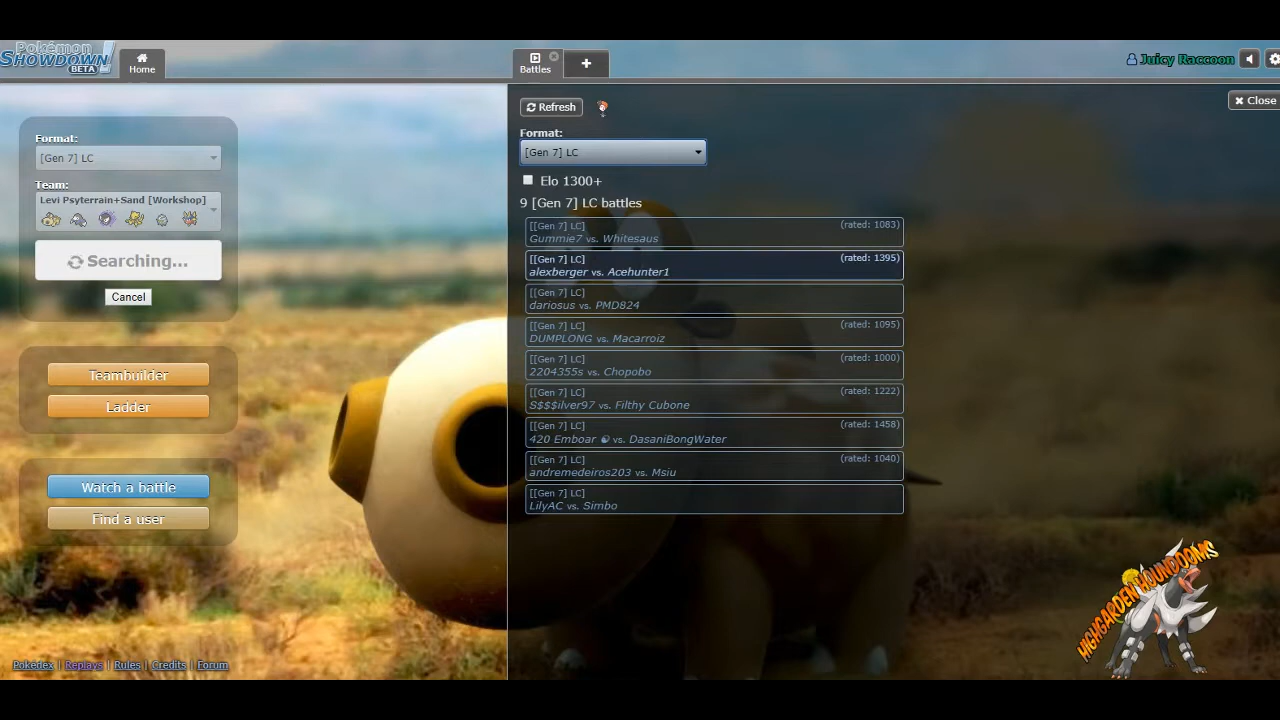 Pokémon
SHOWDOWN!
BETA
Home
Battles
Juicy Raccoon
Format:
[Gen 7] LC
Team:
Levi Psyterrain+Sand [Workshop]
Searching...
Cancel
Teambuilder
Ladder
Watch a battle
Find a user
Pokédex | Replays | Rules | Credits | Forum
Refresh
Close
Format:
[Gen 7] LC
Elo 1300+
9 [Gen 7] LC battles
[[Gen 7] LC] (rated: 1083)
Gummie7 vs. Whitesaus
[[Gen 7] LC] (rated: 1395)
alexberger vs. Acehunter1
[[Gen 7] LC]
dariosus vs. PMD824
[[Gen 7] LC] (rated: 1095)
DUMPLONG vs. Macarroiz
[[Gen 7] LC] (rated: 1000)
2204355s vs. Chopobo
[[Gen 7] LC] (rated: 1222)
S$$$ilver97 vs. Filthy Cubone
[[Gen 7] LC] (rated: 1458)
420 Emboar ☯ vs. DasaniBongWater
[[Gen 7] LC] (rated: 1040)
andremedeiros203 vs. Msiu
[[Gen 7] LC]
LilyAC vs. Simbo
HIGHGARDEN HOUNDOOMS